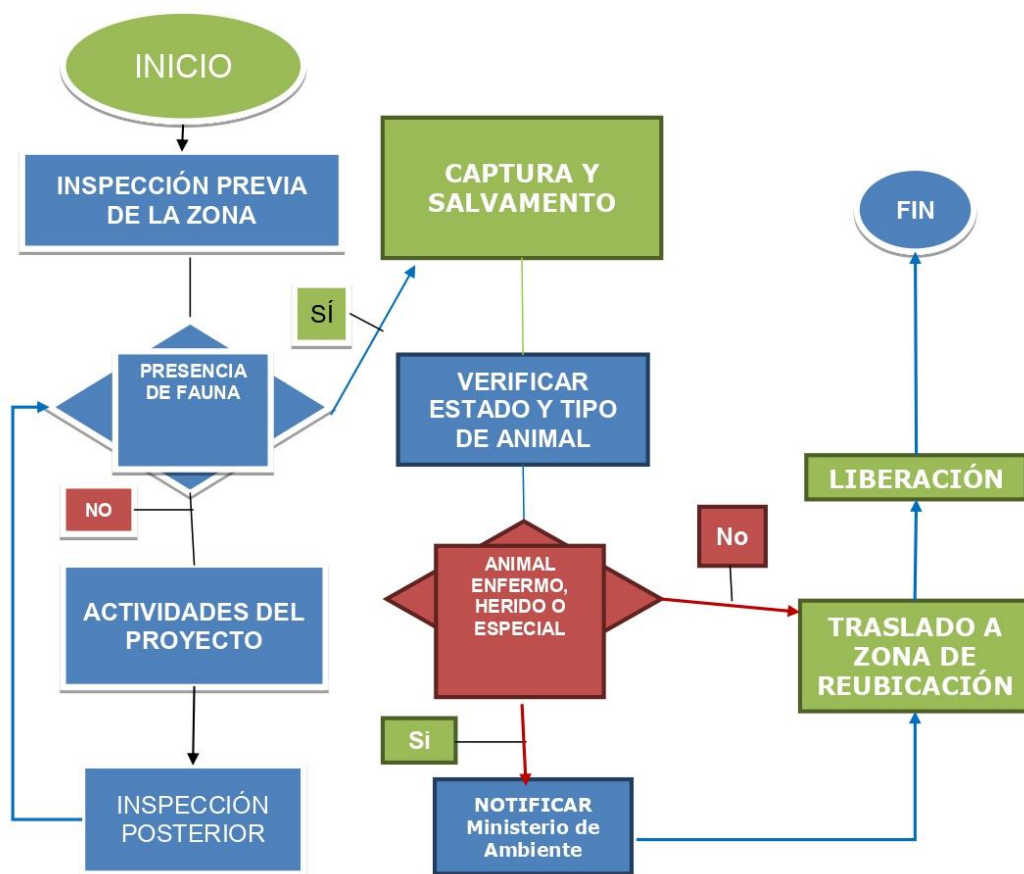 INICIO
INSPECCIÓN PREVIA
DE LA ZONA
PRESENCIA
DE FAUNA
SÍ
NO
ACTIVIDADES DEL
PROYECTO
INSPECCIÓN
POSTERIOR
CAPTURA Y
SALVAMENTO
VERIFICAR
ESTADO Y TIPO
DE ANIMAL
ANIMAL
ENFERMO,
HERIDO O
ESPECIAL
No
Si
NOTIFICAR
Ministerio de
Ambiente
TRASLADO A
ZONA DE
REUBICACIÓN
LIBERACIÓN
FIN